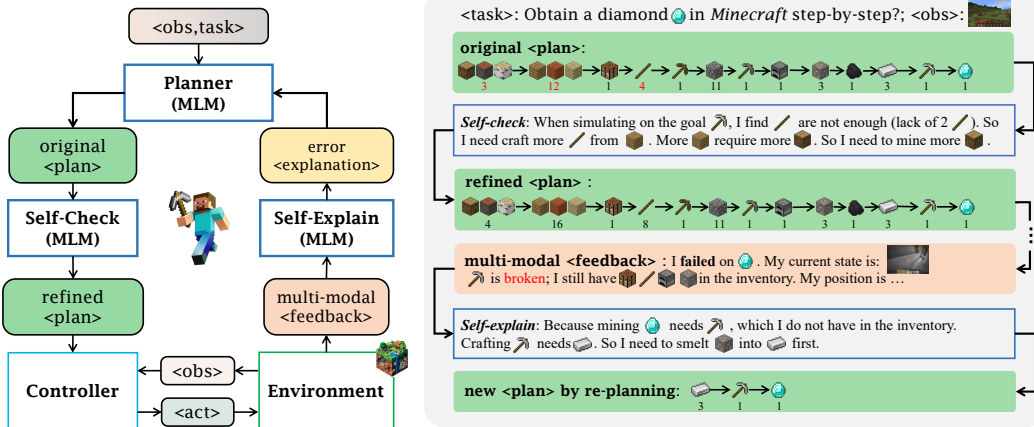 <obs,task>
Planner
(MLM)
original
<plan>
error
<explanation>
Self-Check
(MLM)
Self-Explain
(MLM)
refined
<plan>
multi-modal
<feedback>
Controller
<obs>
<act>
Environment
<task>: Obtain a diamond in Minecraft step-by-step?; <obs>:
original <plan>:
3 12 1 4 1 11 1 1 3 1 3 1 1
Self-check: When simulating on the goal , I find are not enough (lack of 2 ). So
I need craft more from . More require more . So I need to mine more .
refined <plan> :
4 16 1 8 1 11 1 1 3 1 3 1 1
multi-modal <feedback> : I failed on . My current state is:
is broken; I still have in the inventory. My position is …
Self-explain: Because mining needs , which I do not have in the inventory.
Crafting needs . So I need to smelt into first.
new <plan> by re-planning:
3 1 1